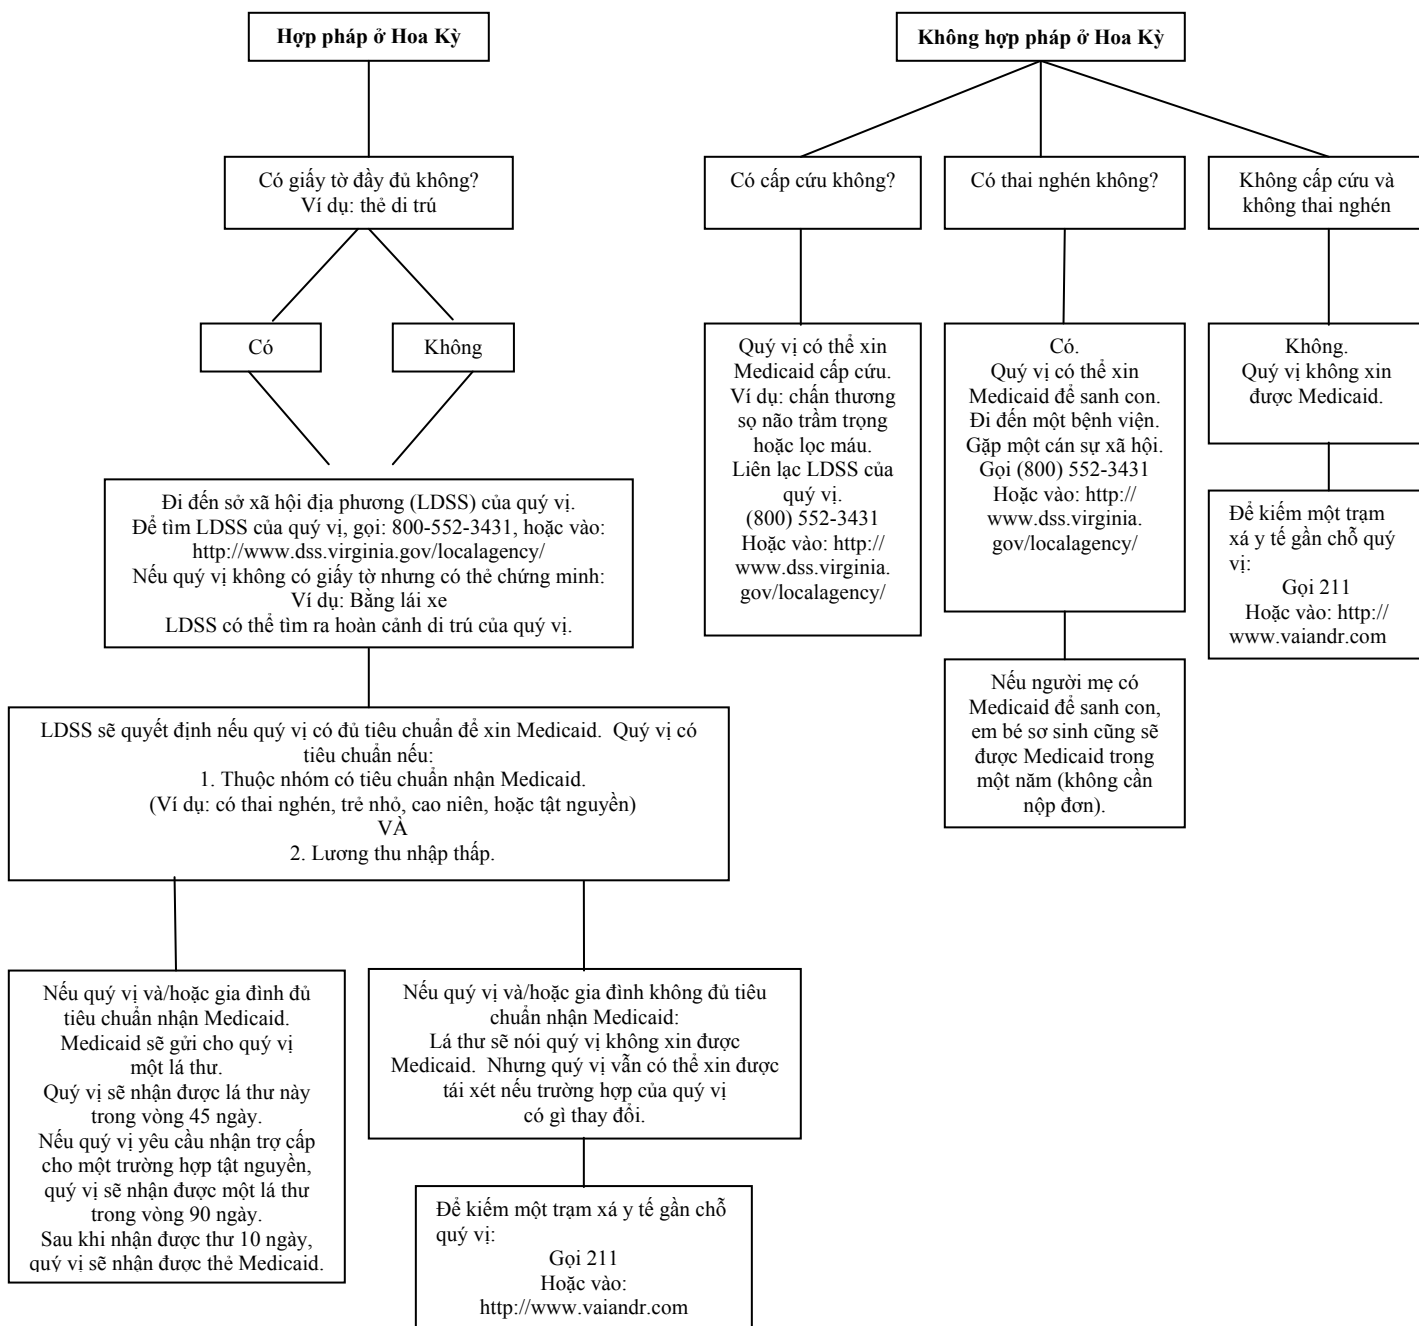 Hợp pháp ở Hoa Kỳ
Không hợp pháp ở Hoa Kỳ
Có giấy tờ đầy đủ không?
Ví dụ: thẻ di trú
Có cấp cứu không?
Có thai nghén không?
Không cấp cứu và
không thai nghén
Có
Không
Quý vị có thể xin
Medicaid cấp cứu.
Ví dụ: chấn thương
sọ não trầm trọng
hoặc lọc máu.
Liên lạc LDSS của
quý vị.
(800) 552-3431
Hoặc vào: http://
www.dss.virginia.
gov/localagency/
Có.
Quý vị có thể xin
Medicaid để sanh con.
Đi đến một bệnh viện.
Gặp một cán sự xã hội.
Gọi (800) 552-3431
Hoặc vào: http://
www.dss.virginia.
gov/localagency/
Không.
Quý vị không xin
được Medicaid.
Đi đến sở xã hội địa phương (LDSS) của quý vị.
Để tìm LDSS của quý vị, gọi: 800-552-3431, hoặc vào:
http://www.dss.virginia.gov/localagency/
Nếu quý vị không có giấy tờ nhưng có thẻ chứng minh:
Ví dụ: Bằng lái xe
LDSS có thể tìm ra hoàn cảnh di trú của quý vị.
Để kiếm một trạm
xá y tế gần chỗ quý
vị:
Gọi 211
Hoặc vào: http://
www.vaiandr.com
Nếu người mẹ có
Medicaid để sanh con,
em bé sơ sinh cũng sẽ
được Medicaid trong
một năm (không cần
nộp đơn).
LDSS sẽ quyết định nếu quý vị có đủ tiêu chuẩn để xin Medicaid.  Quý vị có
tiêu chuẩn nếu:
1. Thuộc nhóm có tiêu chuẩn nhận Medicaid.
(Ví dụ: có thai nghén, trẻ nhỏ, cao niên, hoặc tật nguyền)
VÀ
2. Lương thu nhập thấp.
Nếu quý vị và/hoặc gia đình đủ
tiêu chuẩn nhận Medicaid.
Medicaid sẽ gửi cho quý vị
một lá thư.
Quý vị sẽ nhận được lá thư này
trong vòng 45 ngày.
Nếu quý vị yêu cầu nhận trợ cấp
cho một trường hợp tật nguyền,
quý vị sẽ nhận được một lá thư
trong vòng 90 ngày.
Sau khi nhận được thư 10 ngày,
quý vị sẽ nhận được thẻ Medicaid.
Nếu quý vị và/hoặc gia đình không đủ tiêu
chuẩn nhận Medicaid:
Lá thư sẽ nói quý vị không xin được
Medicaid.  Nhưng quý vị vẫn có thể xin được
tái xét nếu trường hợp của quý vị
có gì thay đổi.
Để kiếm một trạm xá y tế gần chỗ
quý vị:
Gọi 211
Hoặc vào:
http://www.vaiandr.com